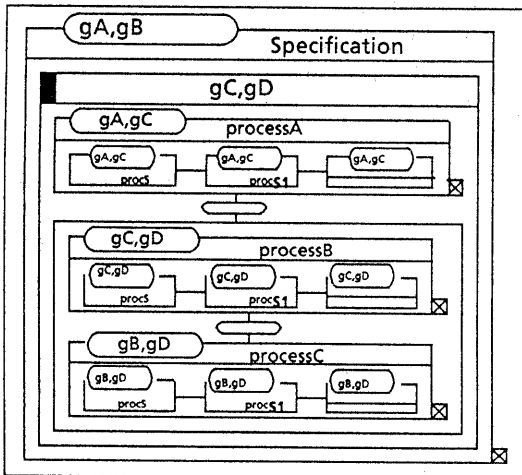 gA,gB
Specification
gC,gD
gA,gC
processA
gA,gC gA,gC gA,gC
procS procS1
gC,gD
processB
gC,gD gC,gD gC,gD
procS procS1
gB,gD
processC
gB,gD gB,gD gB,gD
procS procS1